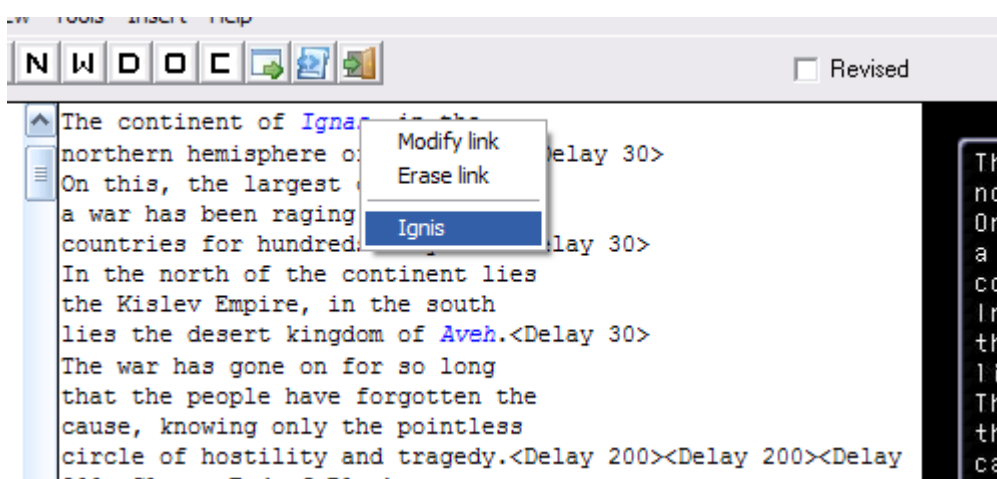 Tools Insert Help
N W D O C
Revised
The continent of Ignas, in the
northern hemisphere o Delay 30>
On this, the largest
a war has been raging
countries for hundreds lay 30>
In the north of the continent lies
the Kislev Empire, in the south
lies the desert kingdom of Aveh.<Delay 30>
The war has gone on for so long
that the people have forgotten the
cause, knowing only the pointless
circle of hostility and tragedy.<Delay 200><Delay 200><Delay
Modify link
Erase link
Ignis
Th
no
On
a
co
In
th
li
Th
th
ca